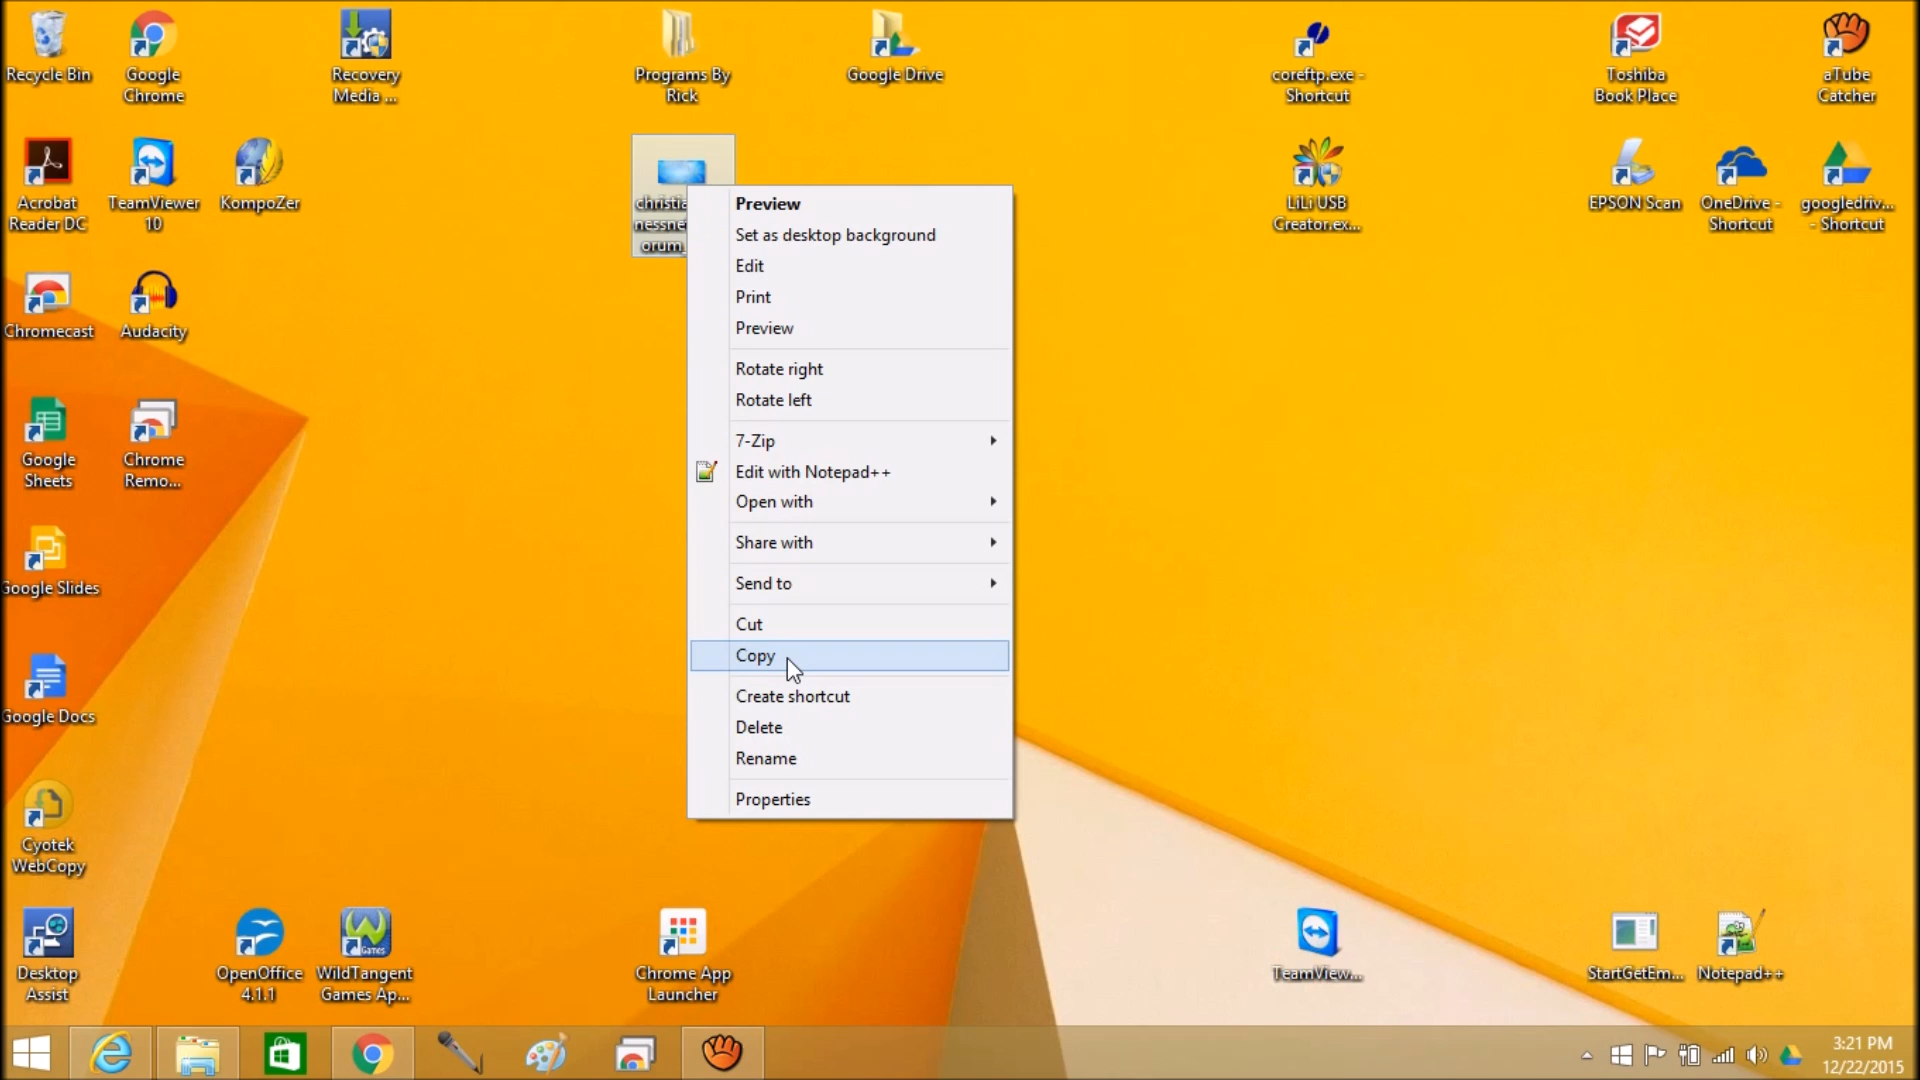 Recycle Bin
Google
Chrome
Recovery
Media ...
Programs By
Rick
Google Drive
coreftp.exe -
Shortcut
Toshiba
Book Place
aTube
Catcher
Acrobat
Reader DC
TeamViewer
10
KompoZer
christia
nessne
orum_
LiLi USB
Creator.ex...
EPSON Scan
OneDrive -
Shortcut
googledriv...
- Shortcut
Chromecast
Audacity
Google
Sheets
Chrome
Remo...
Google Slides
Google Docs
Cyotek
WebCopy
Desktop
Assist
OpenOffice
4.1.1
Games
WildTangent
Games Ap...
Chrome App
Launcher
TeamView...
StartGetEm...
Notepad++
Preview
Set as desktop background
Edit
Print
Preview
Rotate right
Rotate left
7-Zip
Edit with Notepad++
Open with
Share with
Send to
Cut
Copy
Create shortcut
Delete
Rename
Properties
3:21 PM
12/22/2015